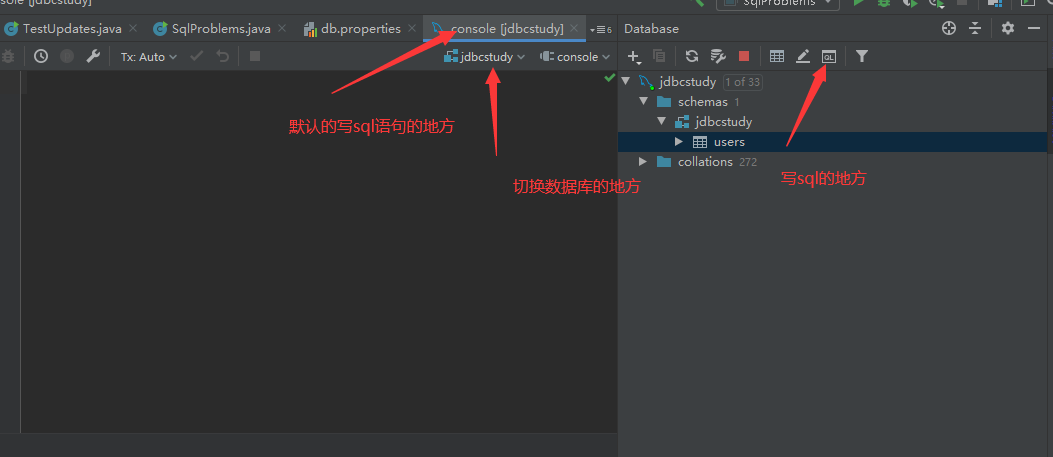 sole [jdbcstudy]
SqlProblems
TestUpdates.java
SqlProblems.java
db.properties
console [jdbcstudy]
6
Database
Tx: Auto
jdbcstudy
console
QL
jdbcstudy 1 of 33
schemas 1
jdbcstudy
users
collations 272
默认的写sql语句的地方
切换数据库的地方
写sql的地方